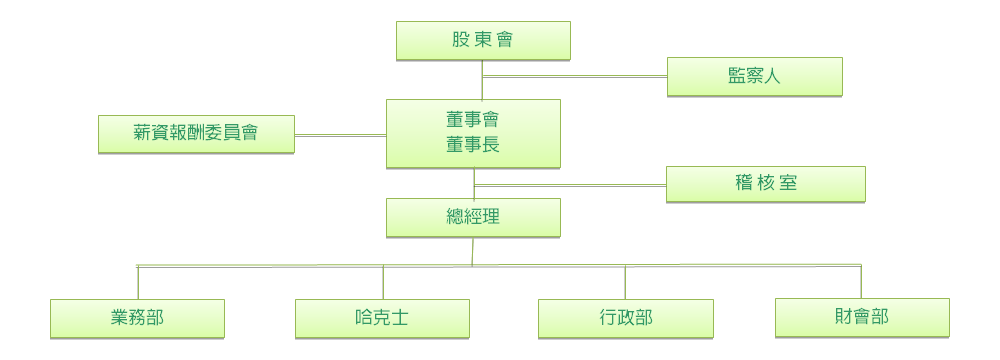 股東會
監察人
董事會
董事長
薪資報酬委員會
稽核室
總經理
業務部
哈克士
行政部
財會部